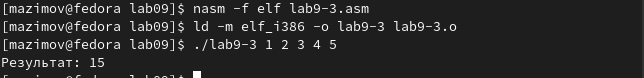 [mazimov@fedora lab09]$ nasm -f elf lab9-3.asm
[mazimov@fedora lab09]$ ld -m elf_i386 -o lab9-3 lab9-3.o
[mazimov@fedora lab09]$ ./lab9-3 1 2 3 4 5
Результат: 15